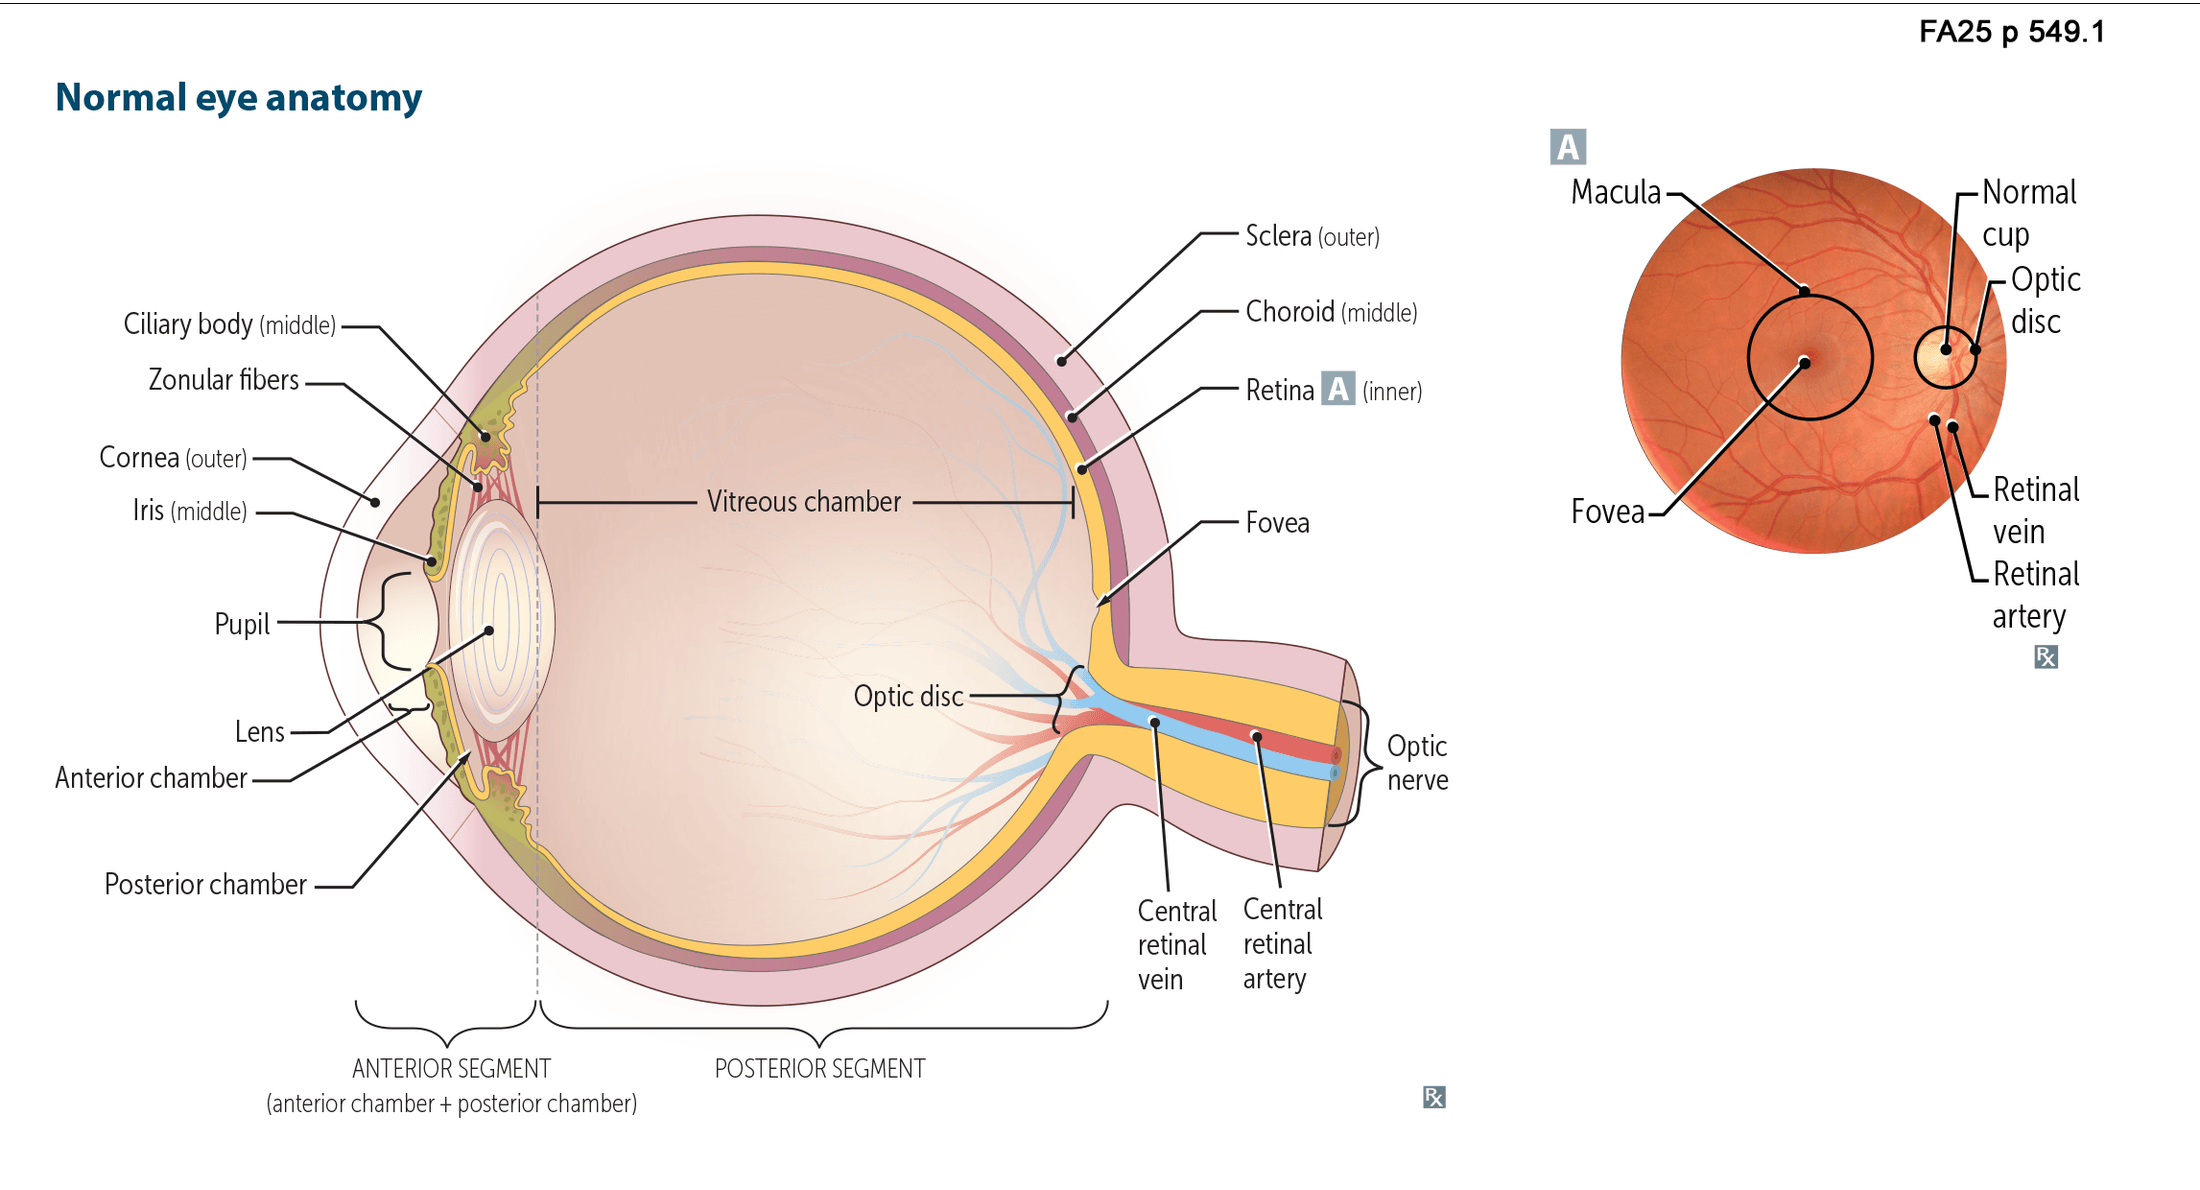 FA25 p 549.1
Normal eye anatomy
Ciliary body (middle)
Zonular fibers
Cornea (outer)
Iris (middle)
Pupil
Lens
Anterior chamber
Posterior chamber
Vitreous chamber
Optic disc
Sclera (outer)
Choroid (middle)
Retina A (inner)
Fovea
Optic
nerve
Central
retinal
vein
Central
retinal
artery
ANTERIOR SEGMENT
(anterior chamber + posterior chamber)
POSTERIOR SEGMENT
Rx
A
Macula
Fovea
Normal
cup
Optic
disc
Retinal
vein
Retinal
artery
Rx